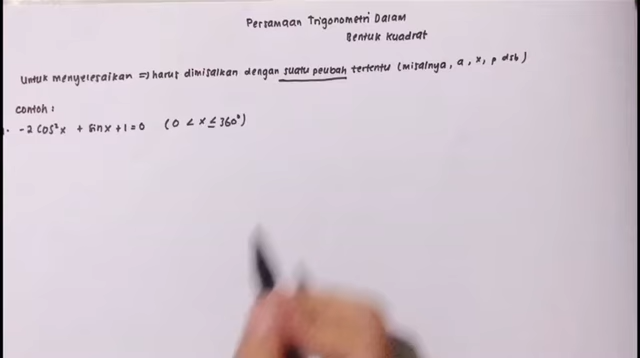 Persamaan Trigonometri Dalam
Bentuk Kuadrat
Untuk menyelesaikan => harus dimisalkan dengan suatu peubah tertentu (misalnya, a, x, p dsb)
Contoh :
- 2 Cos²x + sin x + 1 = 0 (0 < x ≤ 360°)